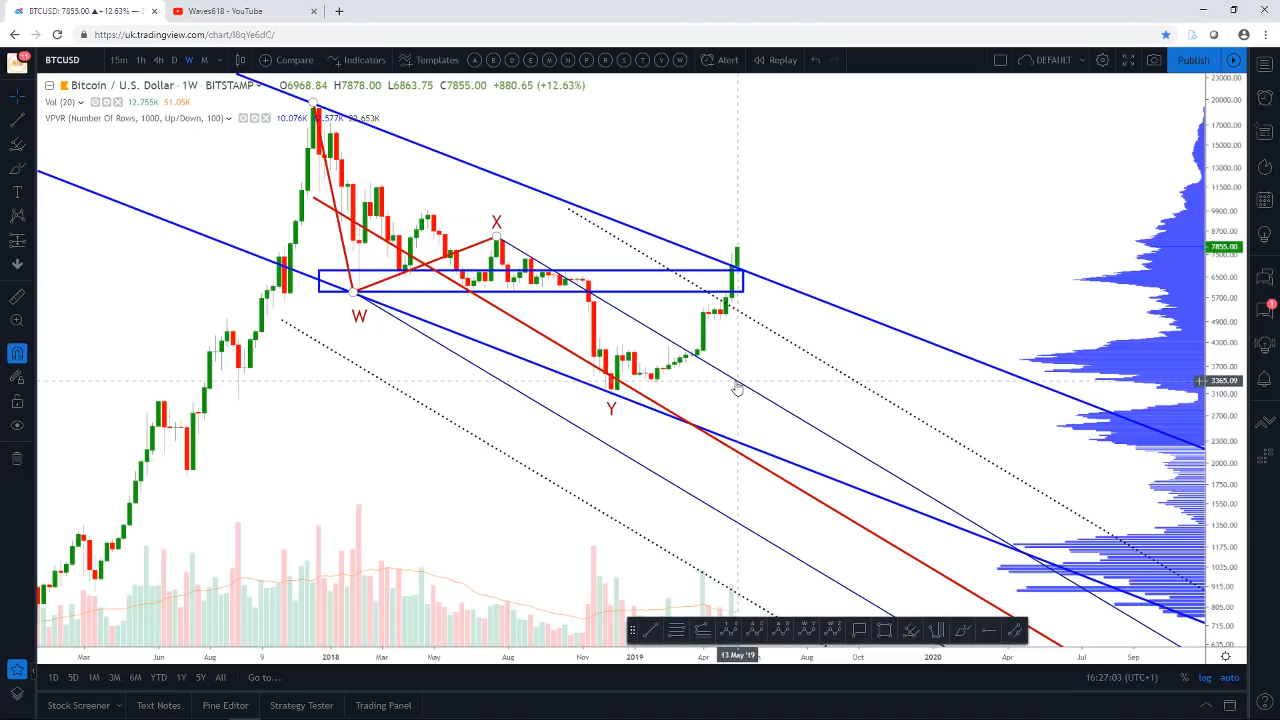 BTCUSD: 7855.00 ▲+12.63% —
Waves618 - YouTube
https://uk.tradingview.com/chart/I8qYe6dC/
11
BTCUSD
15m 1h 4h D W M
Compare
Indicators
Templates
Alert
Replay
DEFAULT
Publish
Bitcoin / U.S. Dollar · 1W · BITSTAMP
O6968.84 H7878.00 L6863.75 C7855.00 +880.65 (+12.63%)
Vol (20) 12.755K 51.05K
VPVR (Number Of Rows, 1000, Up/Down, 100) 10.076K
X
W
Y
23000.00
20000.00
17000.00
15000.00
13000.00
11500.00
9900.00
8700.00
7855.00
6500.00
5700.00
4900.00
4300.00
3700.00
3365.09
3100.00
2700.00
2300.00
2000.00
1750.00
1550.00
1350.00
1175.00
1035.00
915.00
805.00
715.00
635.00
1
Mar Jun Aug 9 2018 Mar May Aug Nov 2019 Apr 13 May '19 Aug Oct 2020 Apr Jul Sep
1D 5D 1M 3M 6M YTD 1Y 5Y All Go to...
16:27:03 (UTC+1) % log auto
Stock Screener Text Notes Pine Editor Strategy Tester Trading Panel